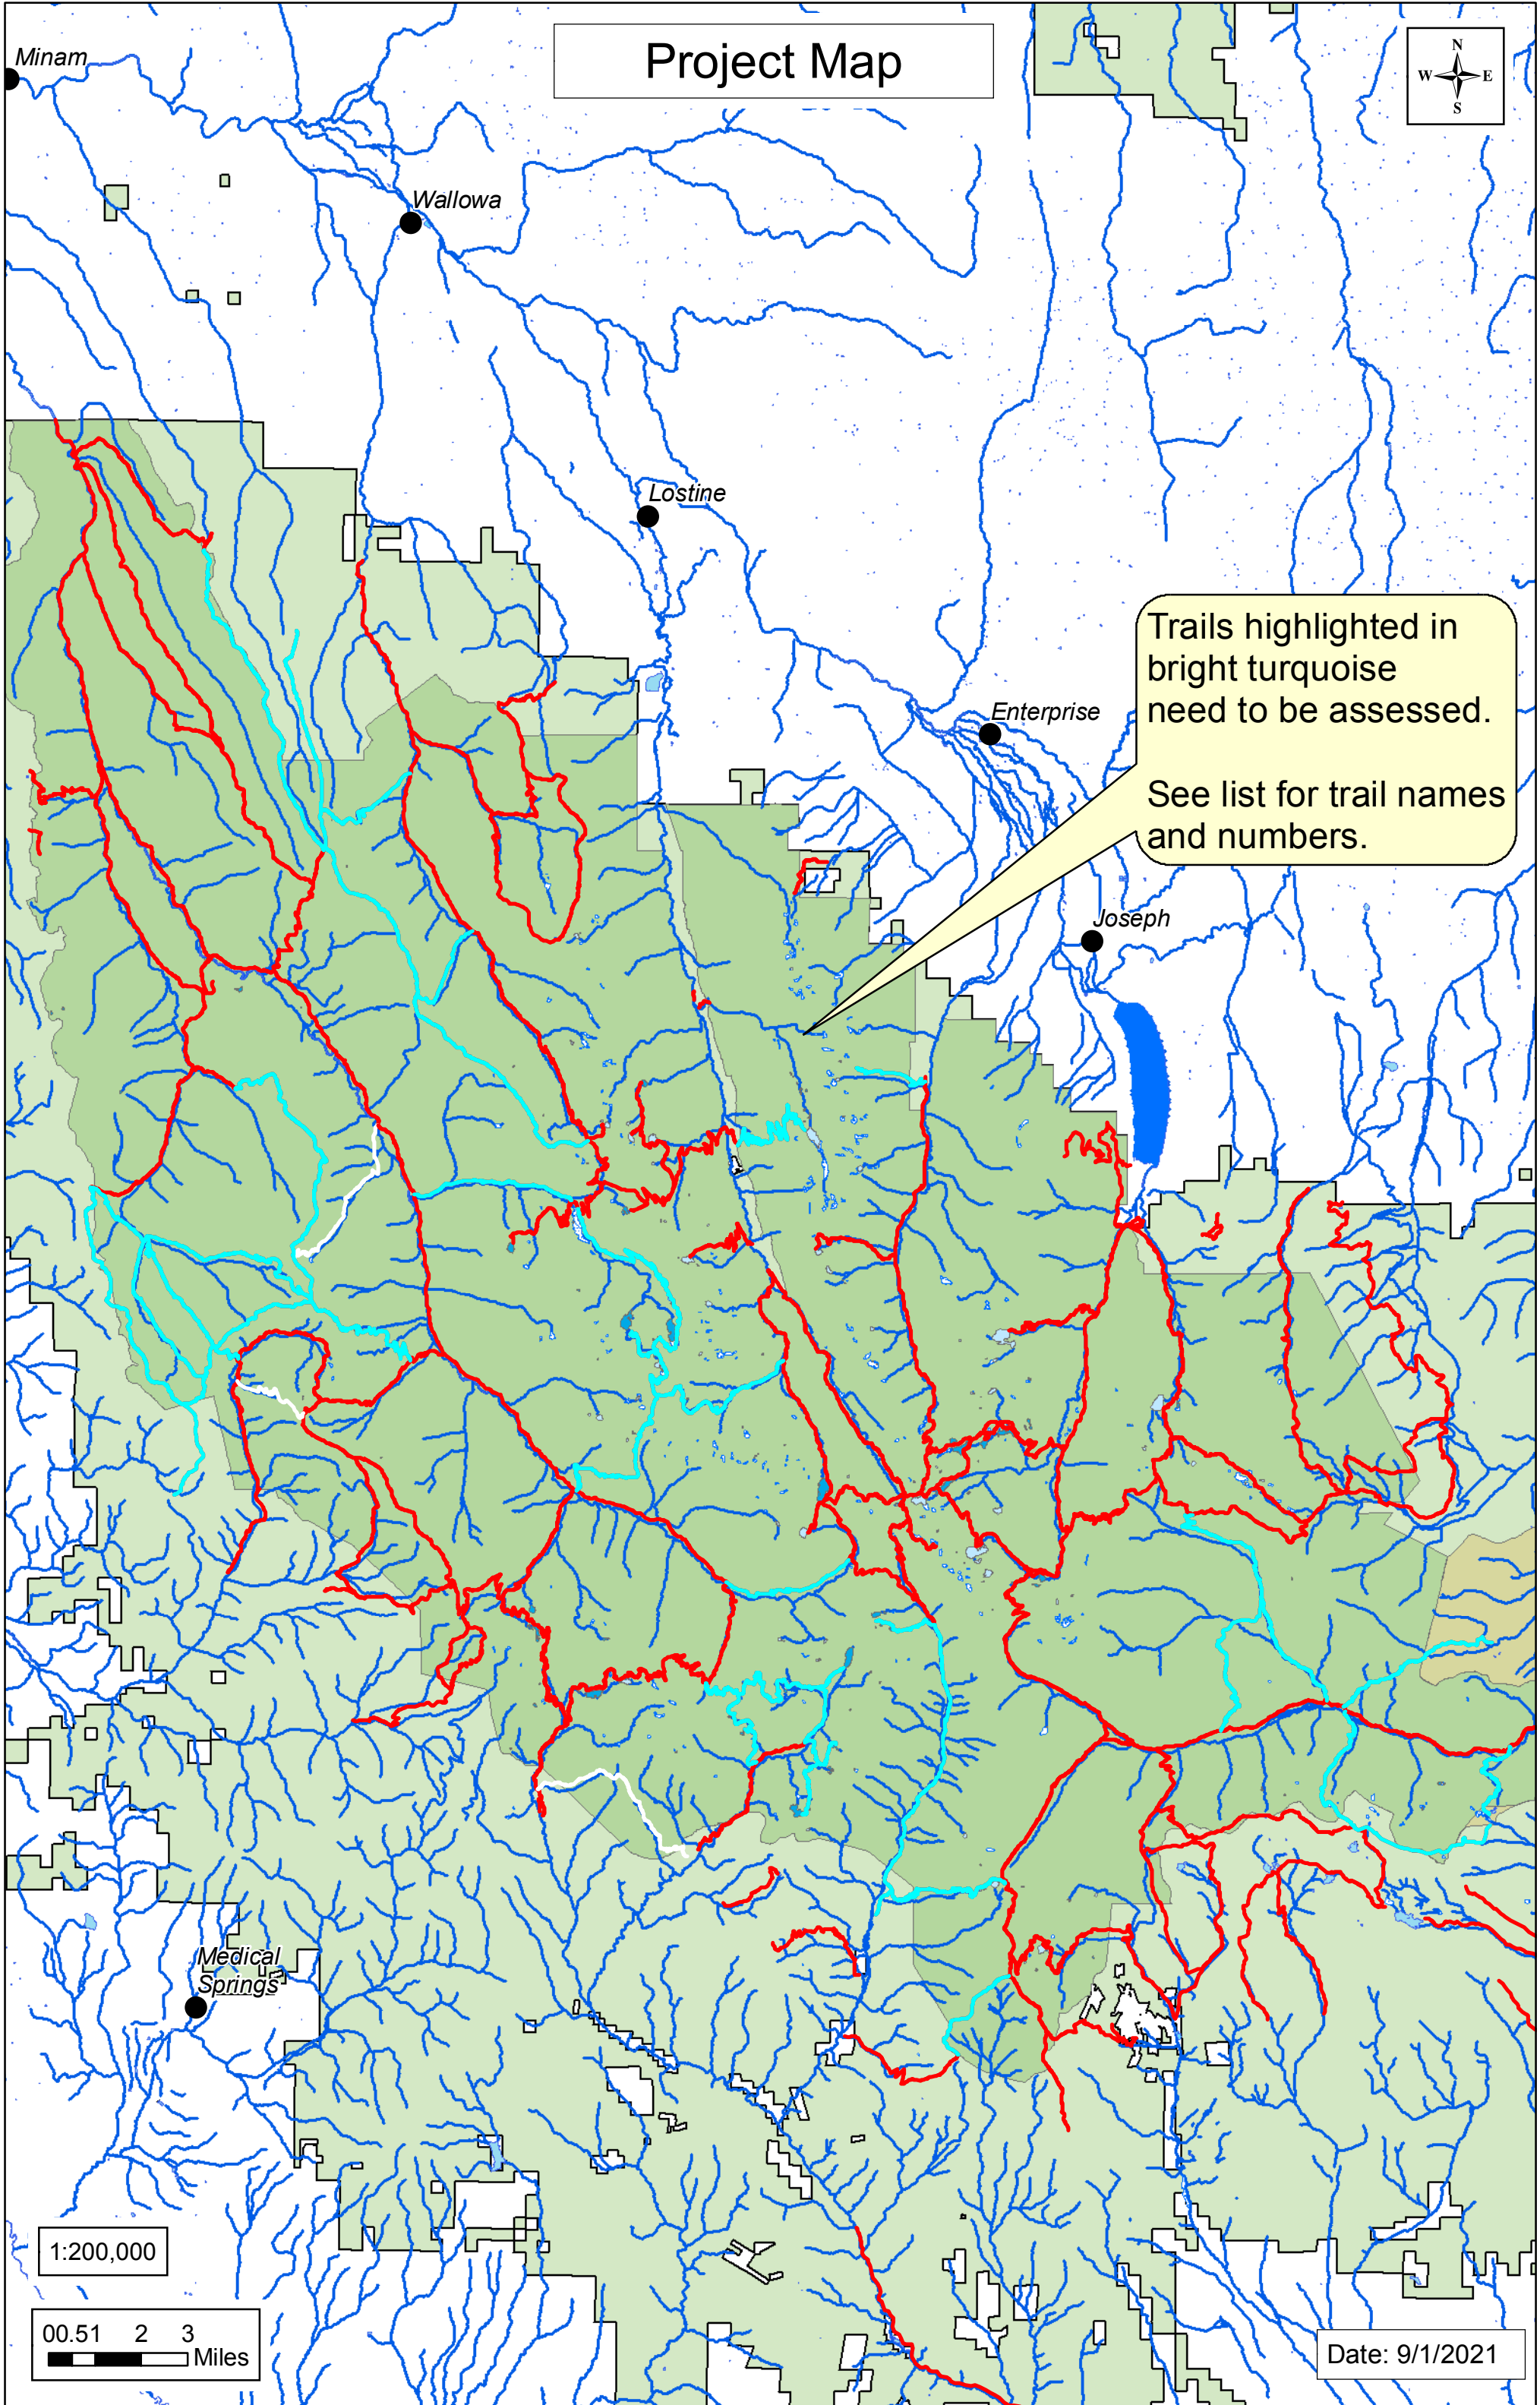 Project Map
N
W E
S
Minam
Wallowa
Lostine
Trails highlighted in
bright turquoise
need to be assessed.
See list for trail names
and numbers.
Enterprise
Joseph
Medical
Springs
1:200,000
00.51 2 3
Miles
Date: 9/1/2021